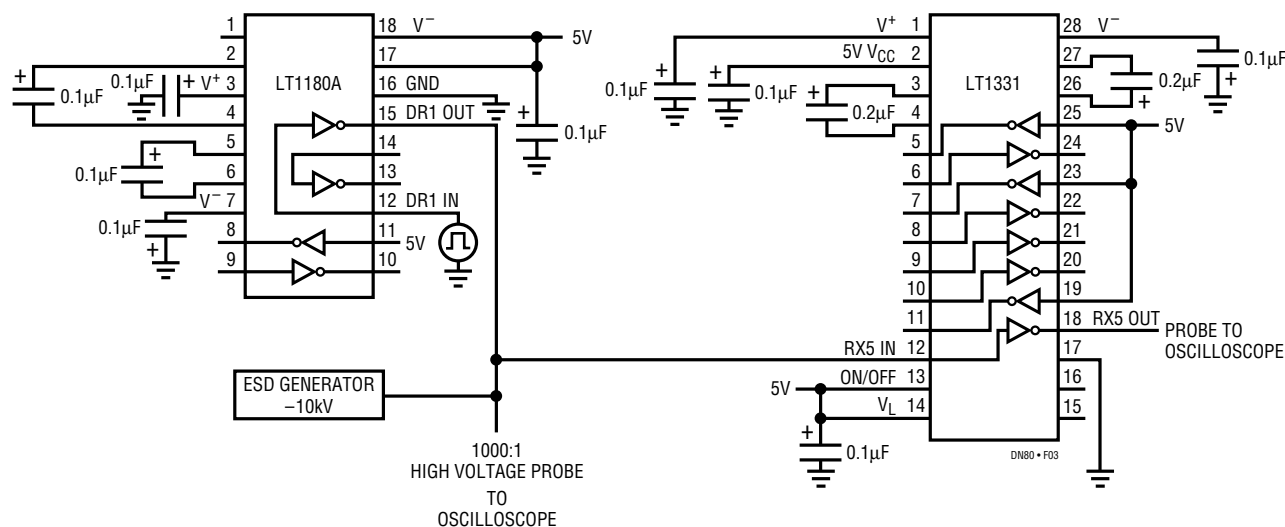 1
2
3
4
5
6
7
8
9
18
17
16
15
14
13
12
11
10
V⁻
GND
DR1 OUT
DR1 IN
5V
LT1180A
V⁺
V⁻
5V
0.1µF
+
0.1µF
+
0.1µF
+
0.1µF
+
0.1µF
+
ESD GENERATOR
–10kV
1000:1
HIGH VOLTAGE PROBE
TO
OSCILLOSCOPE
V⁺
5V VCC
1
2
3
4
5
6
7
8
9
10
11
12
13
14
LT1331
28
27
26
25
24
23
22
21
20
19
18
17
16
15
V⁻
0.1µF
+
0.1µF
+
0.2µF
+
0.2µF
+
0.1µF
+
5V
RX5 OUT
PROBE TO
OSCILLOSCOPE
RX5 IN
ON/OFF
VL
5V
0.1µF
+
DN80 • F03